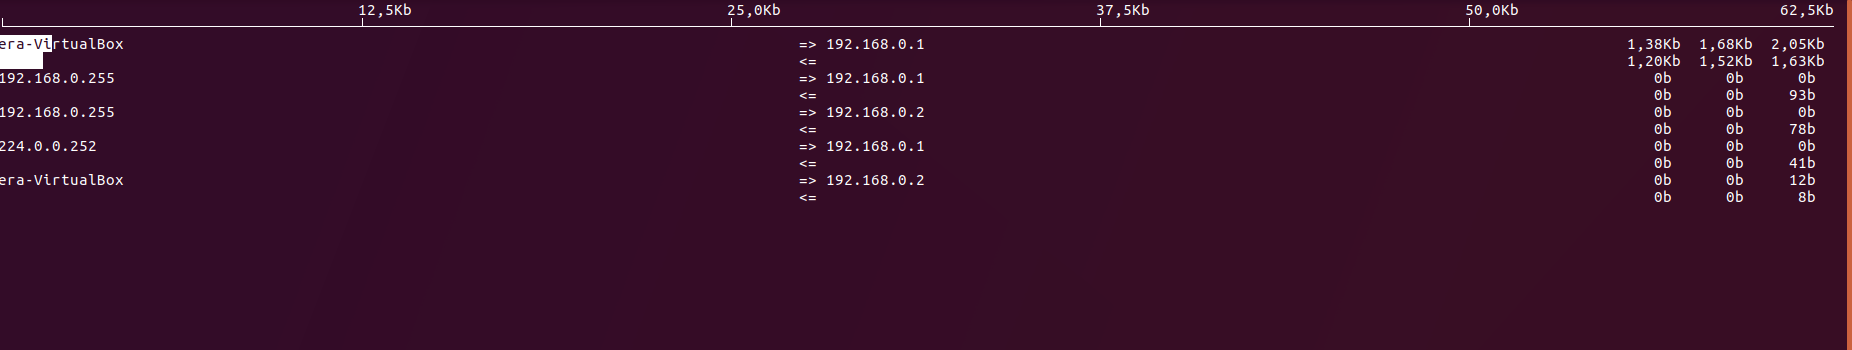 12,5Kb 25,0Kb 37,5Kb 50,0Kb 62,5Kb
era-VirtualBox => 192.168.0.1 1,38Kb 1,68Kb 2,05Kb
<= 1,20Kb 1,52Kb 1,63Kb
192.168.0.255 => 192.168.0.1 0b 0b 0b
<= 0b 0b 93b
192.168.0.255 => 192.168.0.2 0b 0b 0b
<= 0b 0b 78b
224.0.0.252 => 192.168.0.1 0b 0b 0b
<= 0b 0b 41b
era-VirtualBox => 192.168.0.2 0b 0b 12b
<= 0b 0b 8b